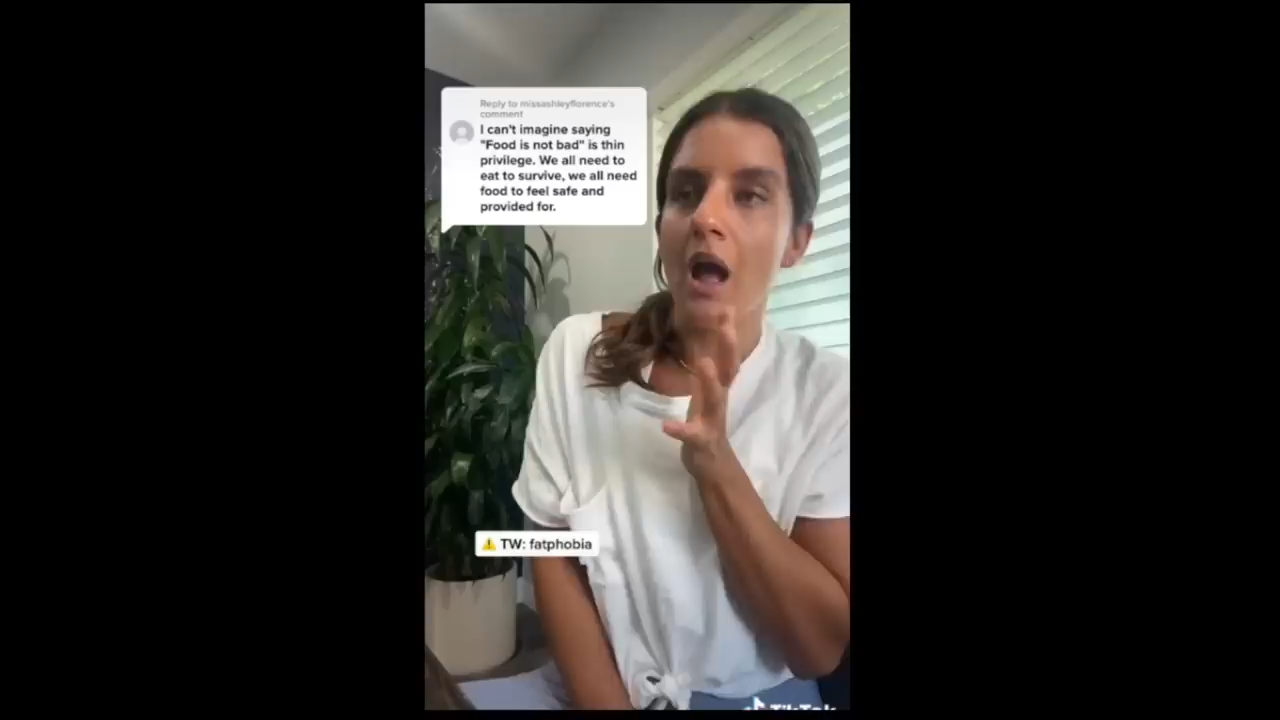 Reply to missashleyflorence's
comment
I can't imagine saying
"Food is not bad" is thin
privilege. We all need to
eat to survive, we all need
food to feel safe and
provided for.
⚠️ TW: fatphobia
TikTok